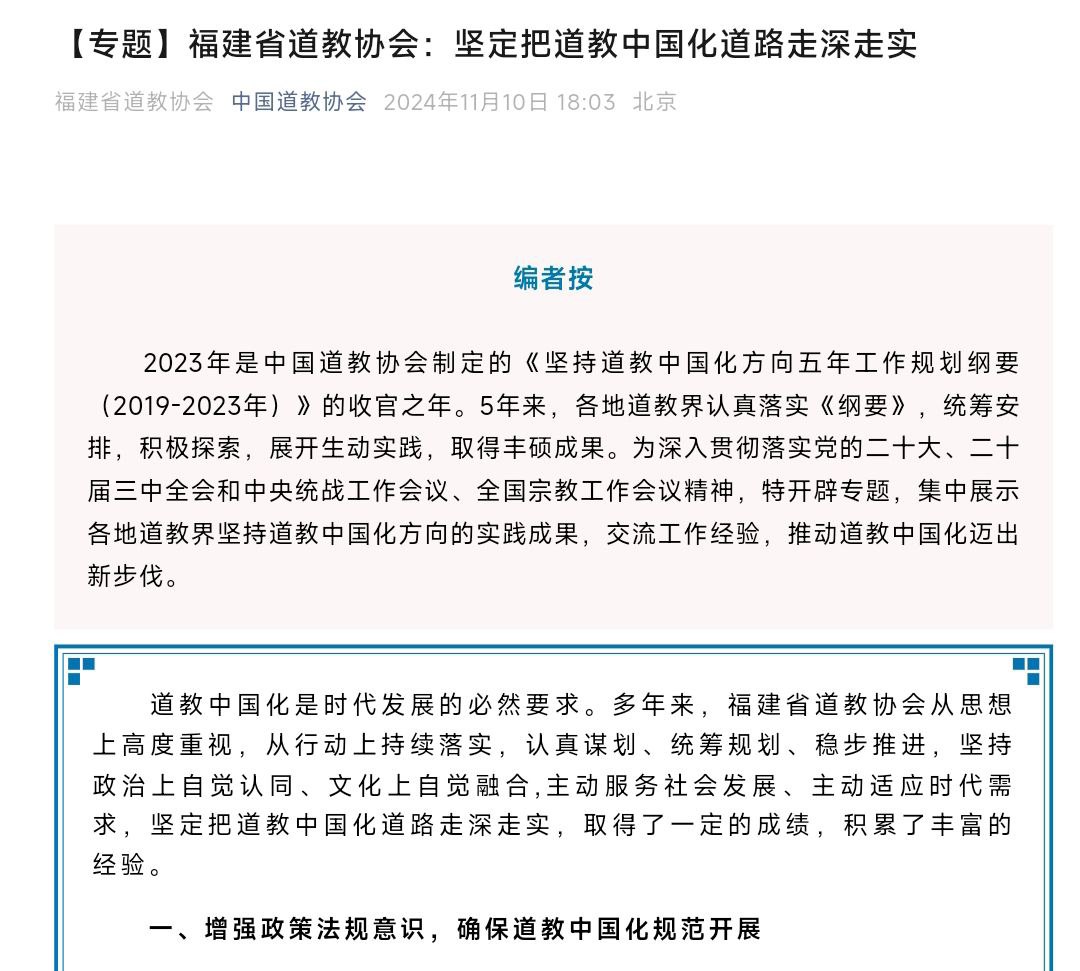 【专题】福建省道教协会：坚定把道教中国化道路走深走实
福建省道教协会 中国道教协会 2024年11月10日 18:03 北京
编者按
2023年是中国道教协会制定的《坚持道教中国化方向五年工作规划纲要
（2019-2023年）》的收官之年。5年来，各地道教界认真落实《纲要》，统筹安
排，积极探索，展开生动实践，取得丰硕成果。为深入贯彻落实党的二十大、二十
届三中全会和中央统战工作会议、全国宗教工作会议精神，特开辟专题，集中展示
各地道教界坚持道教中国化方向的实践成果，交流工作经验，推动道教中国化迈出
新步伐。
道教中国化是时代发展的必然要求。多年来，福建省道教协会从思想
上高度重视，从行动上持续落实，认真谋划、统筹规划、稳步推进，坚持
政治上自觉认同、文化上自觉融合,主动服务社会发展、主动适应时代需
求，坚定把道教中国化道路走深走实，取得了一定的成绩，积累了丰富的
经验。
一、增强政策法规意识，确保道教中国化规范开展